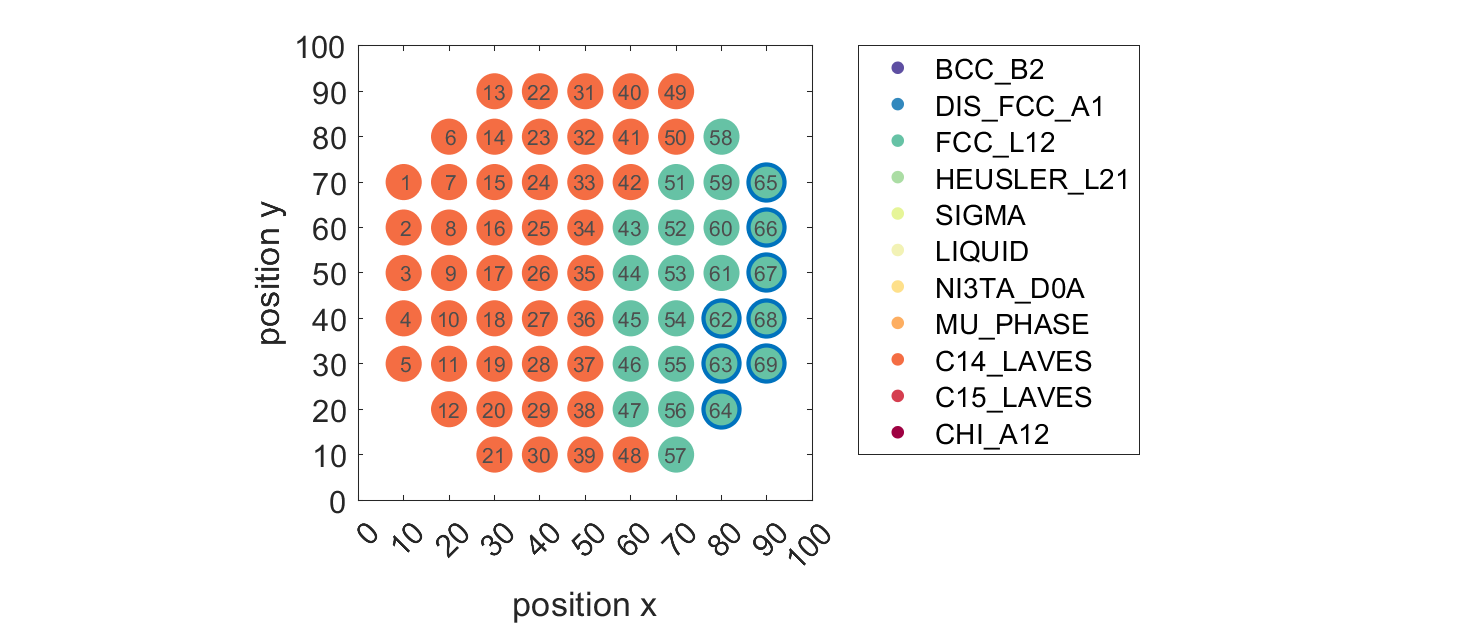 100
90 13 22 31 40 49
80 6 14 23 32 41 50 58
70 1 7 15 24 33 42 51 59 65
60 2 8 16 25 34 43 52 60 66
50 3 9 17 26 35 44 53 61 67
40 4 10 18 27 36 45 54 62 68
30 5 11 19 28 37 46 55 63 69
20 12 20 29 38 47 56 64
10 21 30 39 48 57
0
position y
0 10 20 30 40 50 60 70 80 90 100
position x
BCC_B2
DIS_FCC_A1
FCC_L12
HEUSLER_L21
SIGMA
LIQUID
NI3TA_D0A
MU_PHASE
C14_LAVES
C15_LAVES
CHI_A12